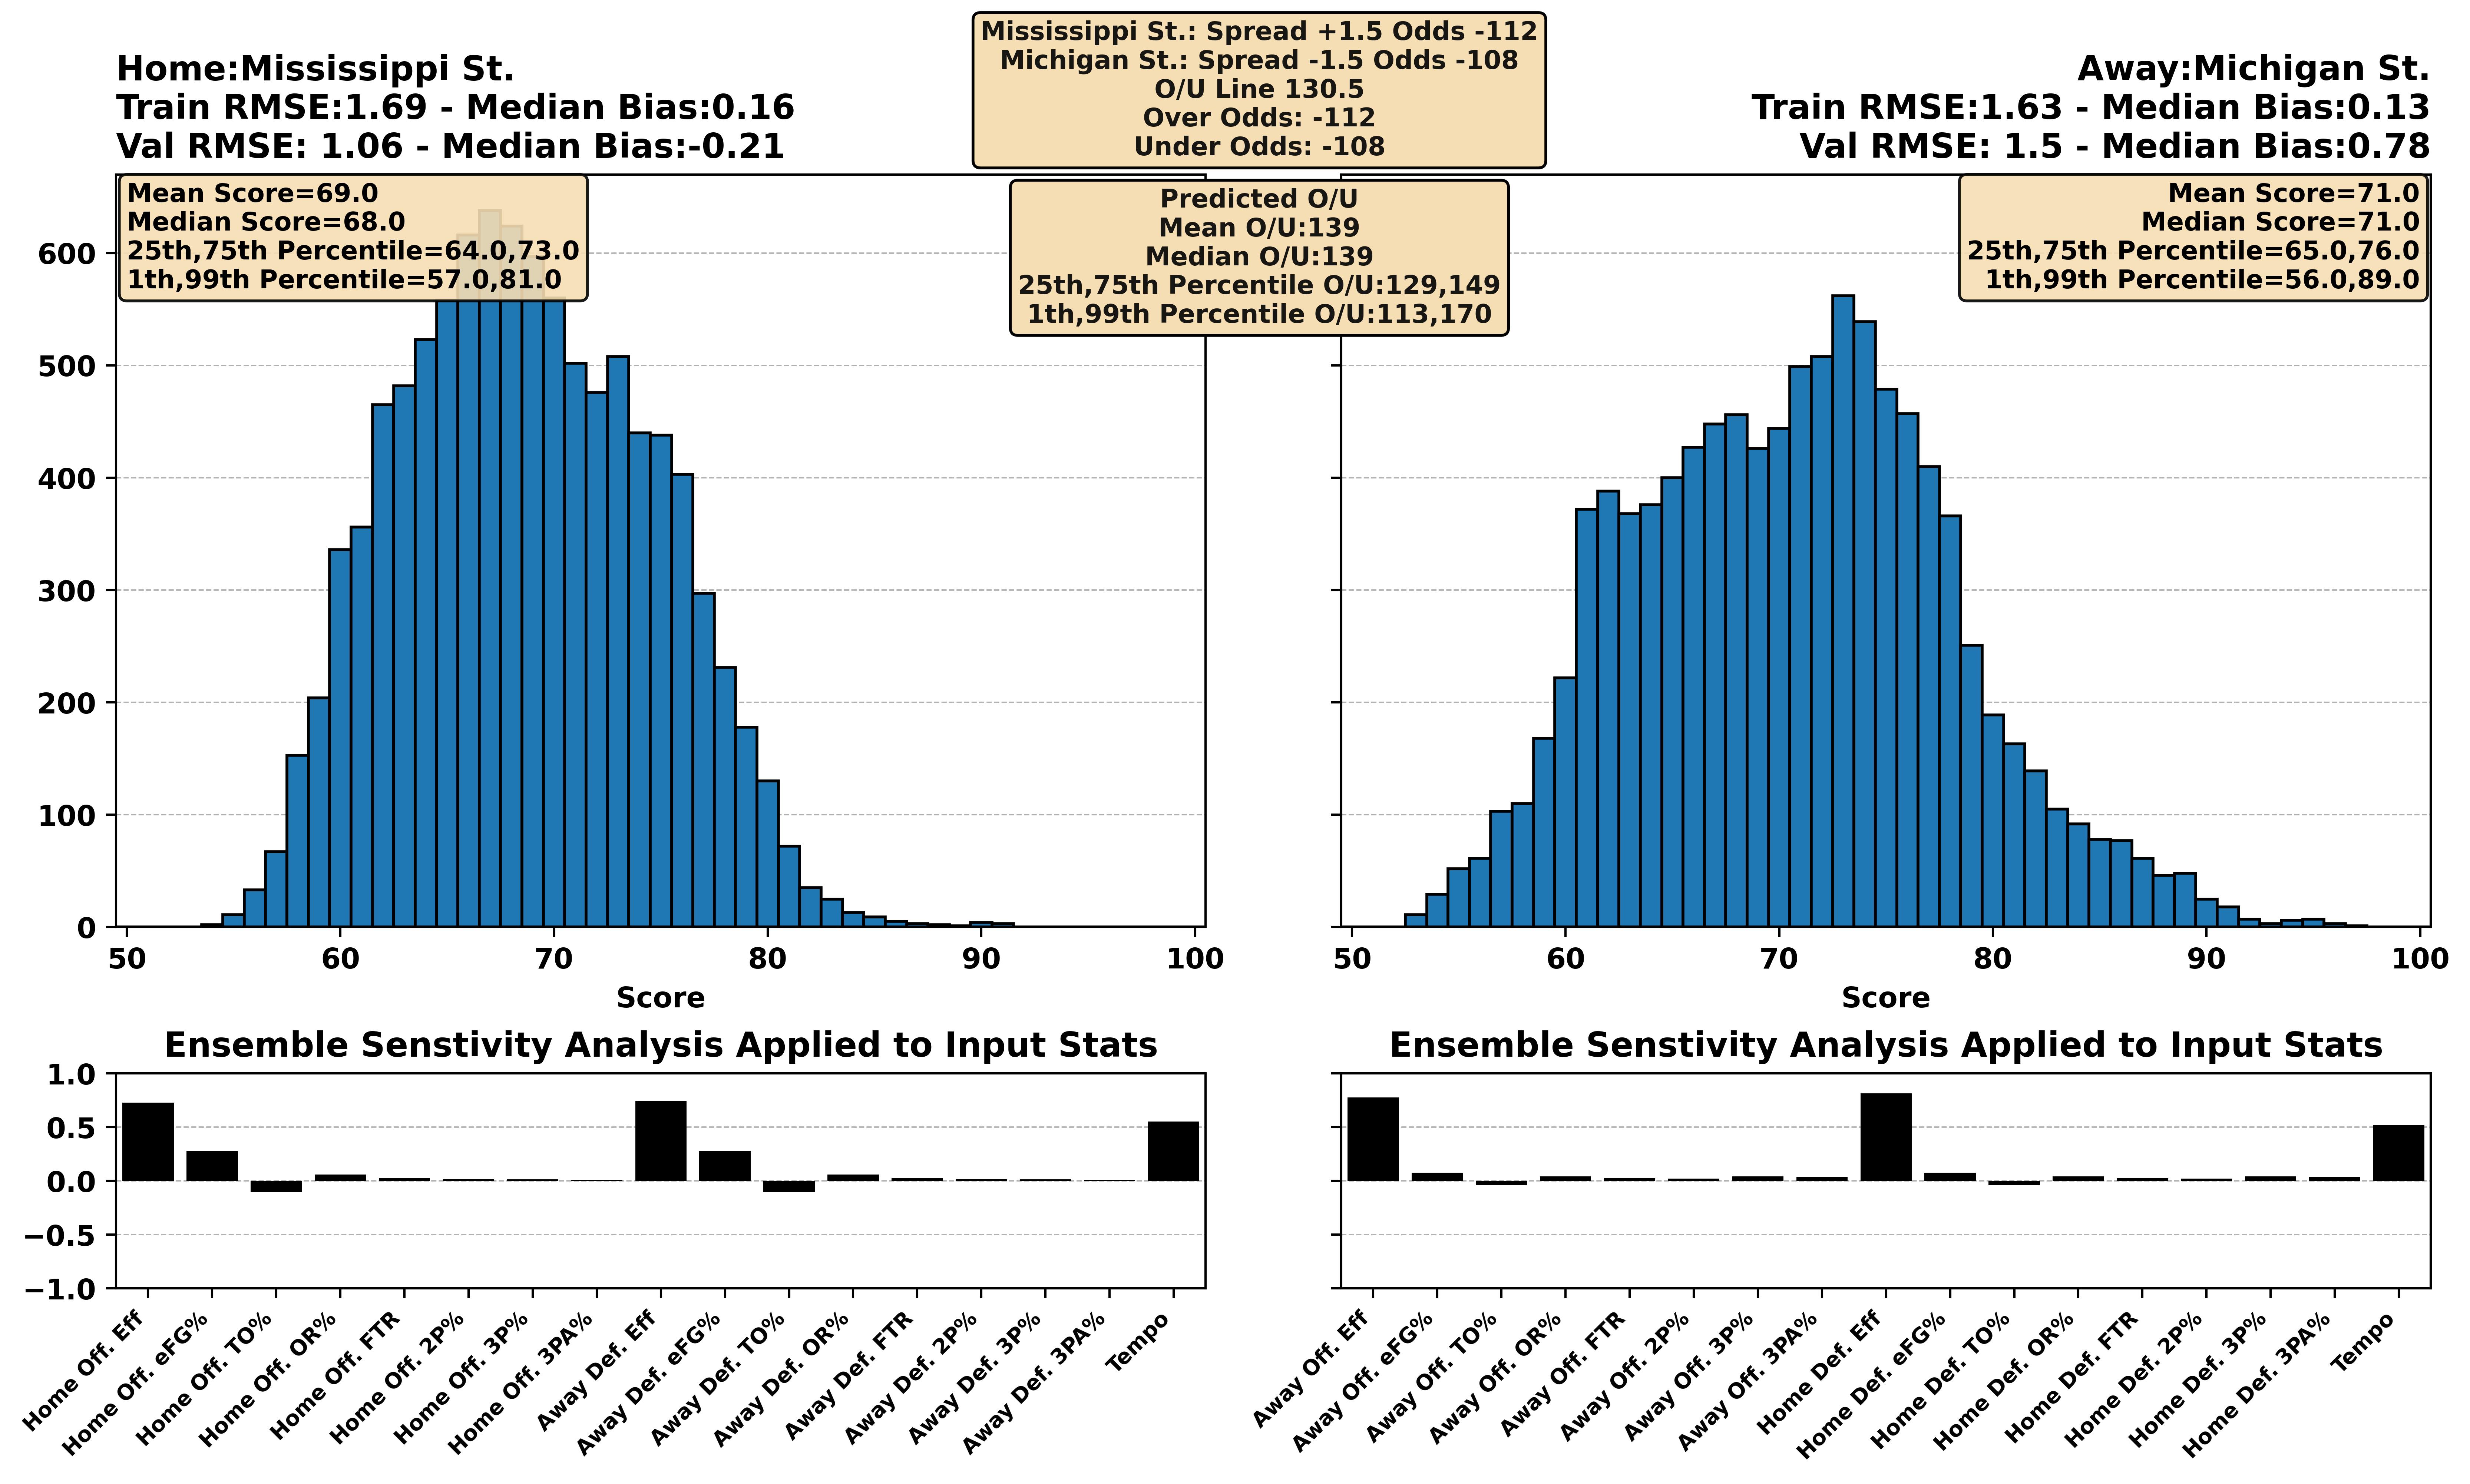 Mississippi St.: Spread +1.5 Odds -112
Michigan St.: Spread -1.5 Odds -108
O/U Line 130.5
Over Odds: -112
Under Odds: -108
Home:Mississippi St.
Train RMSE:1.69 - Median Bias:0.16
Val RMSE: 1.06 - Median Bias:-0.21
Away:Michigan St.
Train RMSE:1.63 - Median Bias:0.13
Val RMSE: 1.5 - Median Bias:0.78
Mean Score=69.0
Median Score=68.0
25th,75th Percentile=64.0,73.0
1th,99th Percentile=57.0,81.0
Predicted O/U
Mean O/U:139
Median O/U:139
25th,75th Percentile O/U:129,149
1th,99th Percentile O/U:113,170
Mean Score=71.0
Median Score=71.0
25th,75th Percentile=65.0,76.0
1th,99th Percentile=56.0,89.0
600
500
400
300
200
100
0
50 60 70 80 90 100
Score
50 60 70 80 90 100
Score
Ensemble Senstivity Analysis Applied to Input Stats
Ensemble Senstivity Analysis Applied to Input Stats
1.0
0.5
0.0
−0.5
−1.0
Home Off. Eff
Home Off. eFG%
Home Off. TO%
Home Off. OR%
Home Off. FTR
Home Off. 2P%
Home Off. 3P%
Home Off. 3PA%
Away Def. Eff
Away Def. eFG%
Away Def. TO%
Away Def. OR%
Away Def. FTR
Away Def. 2P%
Away Def. 3P%
Away Def. 3PA%
Tempo
Away Off. Eff
Away Off. eFG%
Away Off. TO%
Away Off. OR%
Away Off. FTR
Away Off. 2P%
Away Off. 3P%
Away Off. 3PA%
Home Def. Eff
Home Def. eFG%
Home Def. TO%
Home Def. OR%
Home Def. FTR
Home Def. 2P%
Home Def. 3P%
Home Def. 3PA%
Tempo